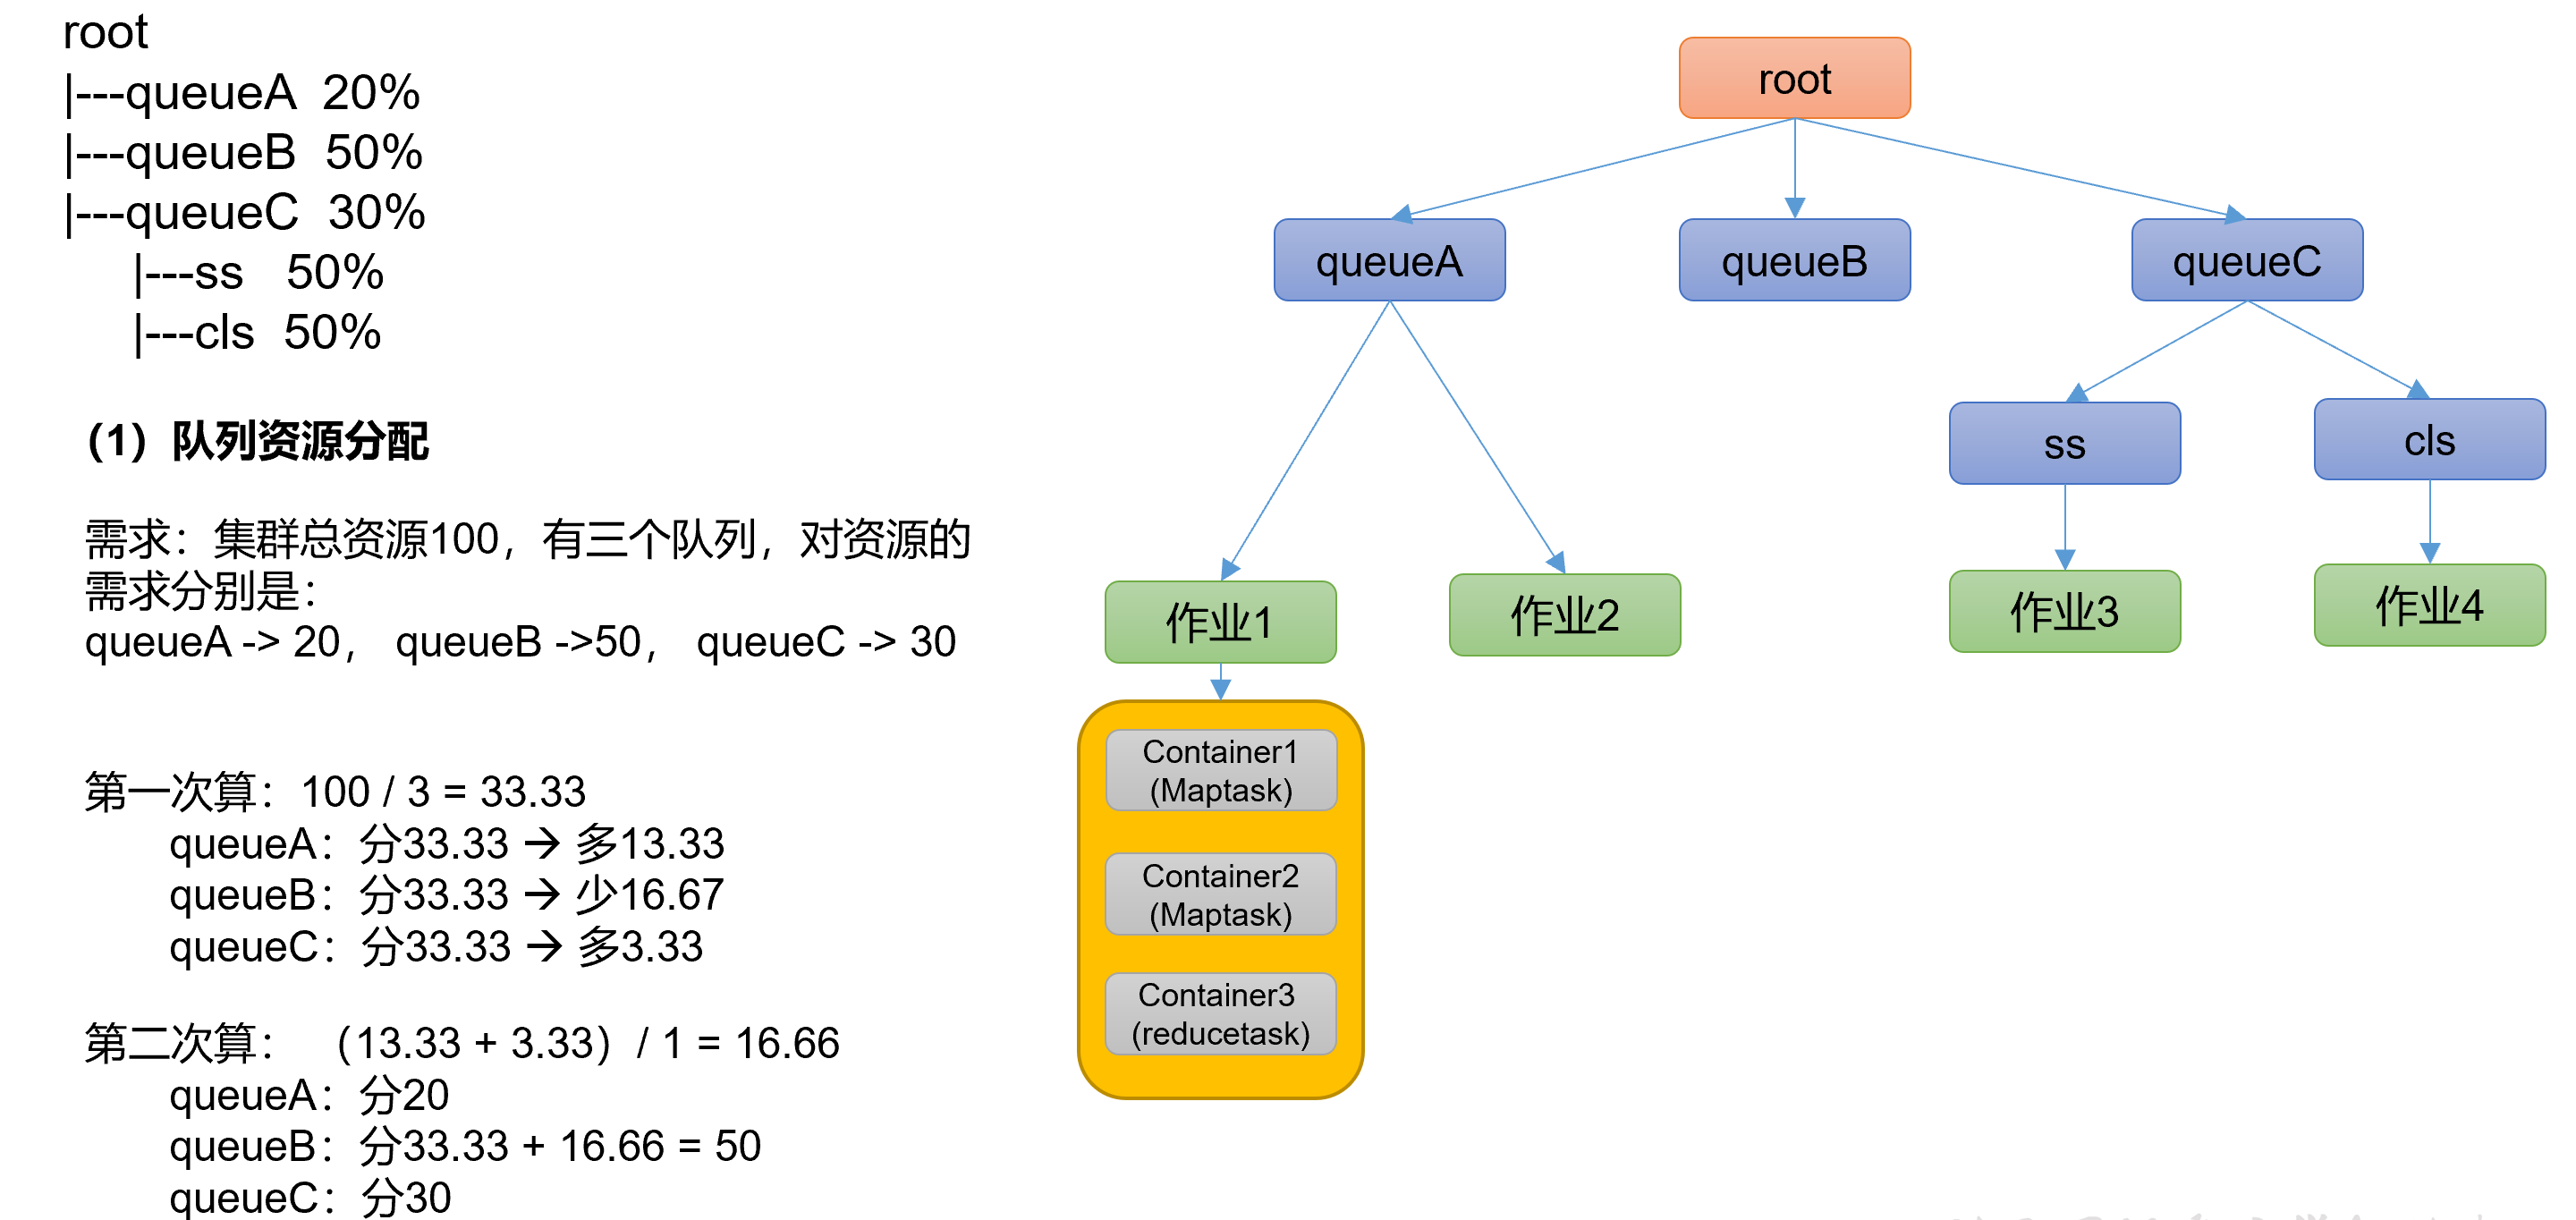 root
|---queueA 20%
|---queueB 50%
|---queueC 30%
|---ss 50%
|---cls 50%
（1）队列资源分配
需求：集群总资源100，有三个队列，对资源的
需求分别是：
queueA -> 20， queueB ->50， queueC -> 30
第一次算：100 / 3 = 33.33
queueA：分33.33 → 多13.33
queueB：分33.33 → 少16.67
queueC：分33.33 → 多3.33
第二次算： （13.33 + 3.33）/ 1 = 16.66
queueA：分20
queueB：分33.33 + 16.66 = 50
queueC：分30
root
queueA
queueB
queueC
ss
cls
作业1
作业2
作业3
作业4
Container1
(Maptask)
Container2
(Maptask)
Container3
(reducetask)